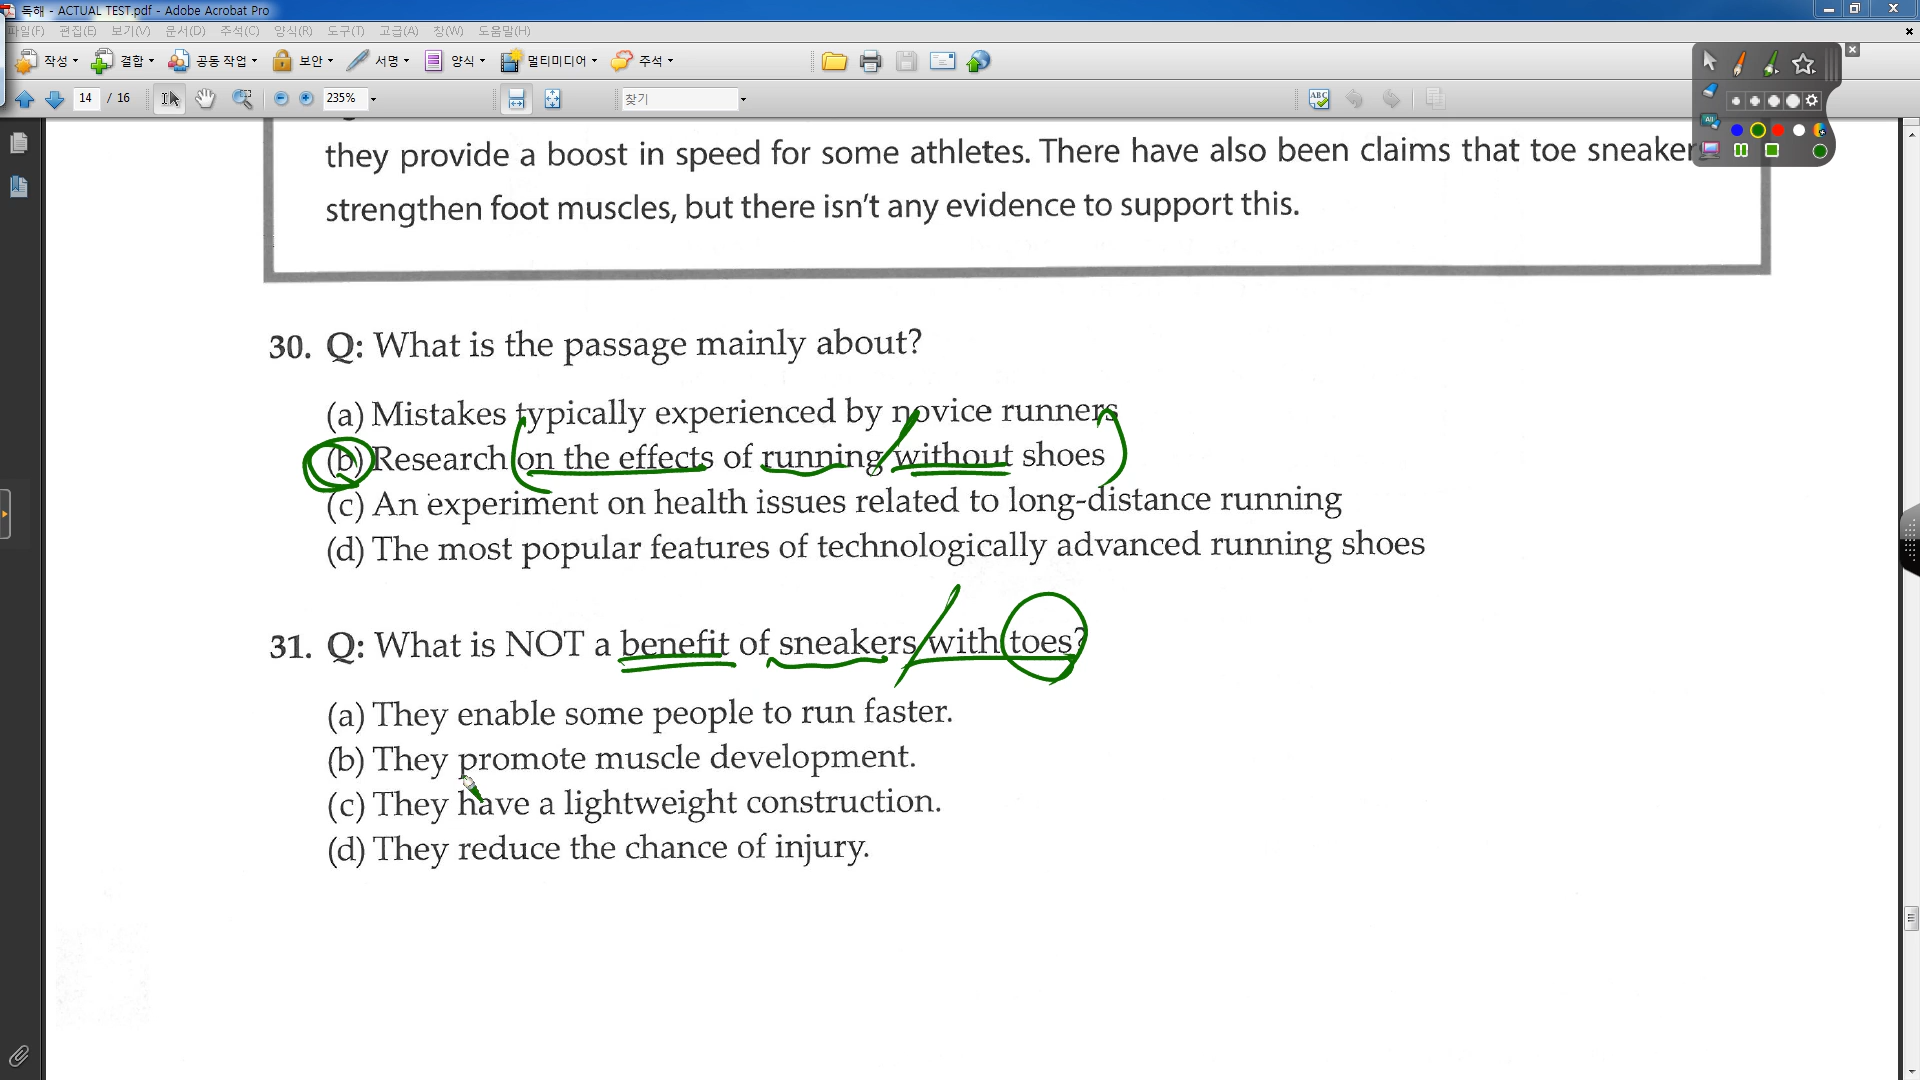 독해 - ACTUAL TEST.pdf - Adobe Acrobat Pro
파일(F) 편집(E) 보기(V) 문서(D) 주석(C) 양식(R) 도구(T) 고급(A) 창(W) 도움말(H)
작성 결합 공동 작업 보안 서명 양식 멀티미디어 주석
14 / 16 235% 찾기
they provide a boost in speed for some athletes. There have also been claims that toe
strengthen foot muscles, but there isn't any evidence to support this.
30. Q: What is the passage mainly about?
(a) Mistakes typically experienced by novice runners
(b) Research on the effects of running without shoes
(c) An experiment on health issues related to long-distance running
(d) The most popular features of technologically advanced running shoes
31. Q: What is NOT a benefit of sneakers with toes?
(a) They enable some people to run faster.
(b) They promote muscle development.
(c) They have a lightweight construction.
(d) They reduce the chance of injury.